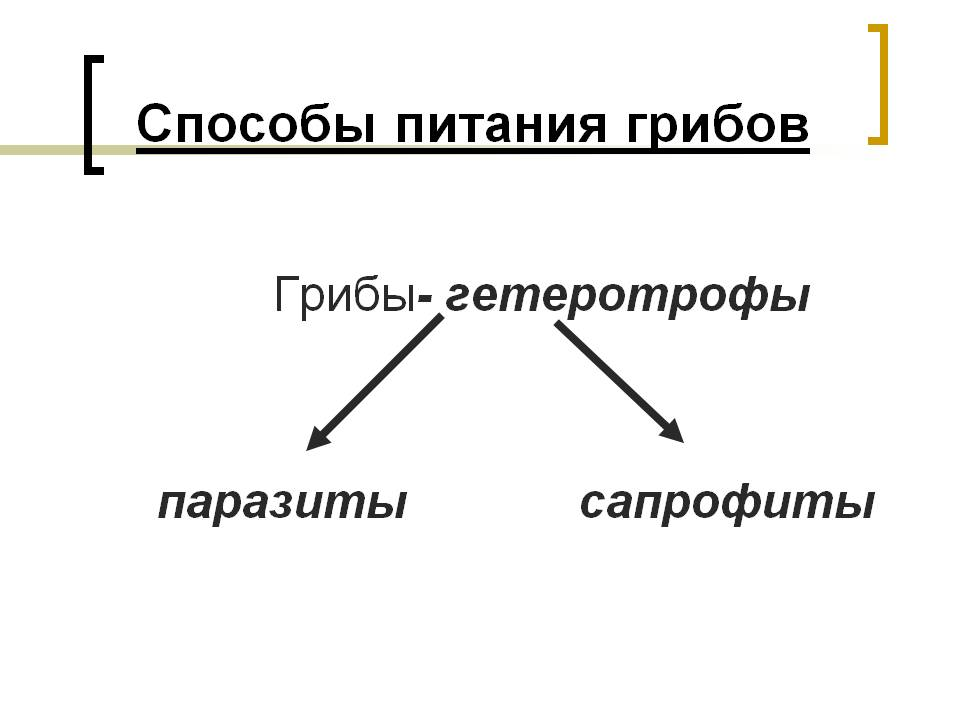 Способы питания грибов
Грибы- гетеротрофы
паразиты сапрофиты